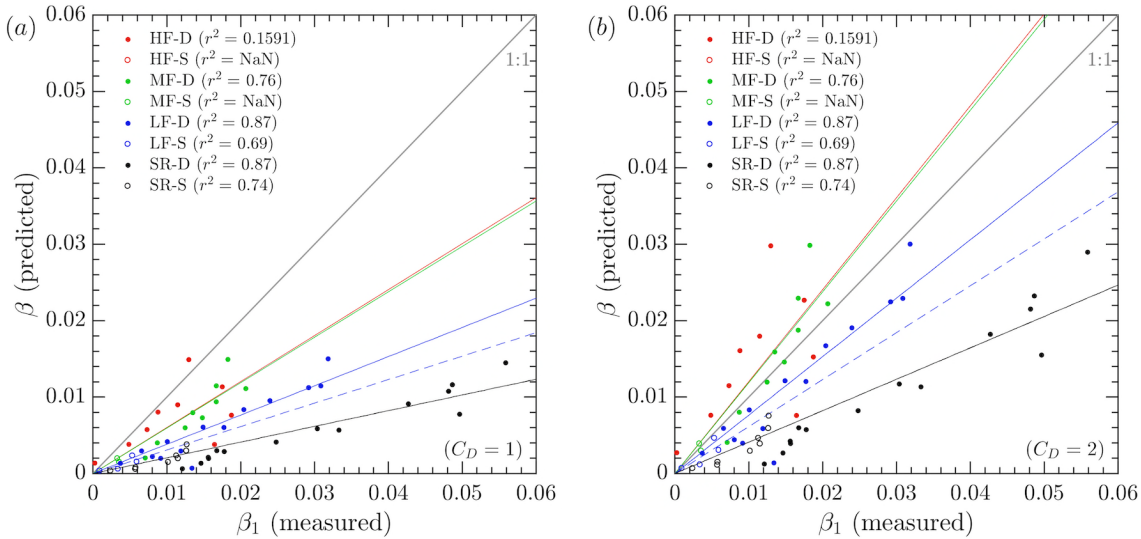 (a)
HF-D (r² = 0.1591)
HF-S (r² = NaN)
MF-D (r² = 0.76)
MF-S (r² = NaN)
LF-D (r² = 0.87)
LF-S (r² = 0.69)
SR-D (r² = 0.87)
SR-S (r² = 0.74)
1:1
(C_D = 1)
β (predicted)
0.06
0.05
0.04
0.03
0.02
0.01
0
0 0.01 0.02 0.03 0.04 0.05 0.06
β₁ (measured)
(b)
HF-D (r² = 0.1591)
HF-S (r² = NaN)
MF-D (r² = 0.76)
MF-S (r² = NaN)
LF-D (r² = 0.87)
LF-S (r² = 0.69)
SR-D (r² = 0.87)
SR-S (r² = 0.74)
1:1
(C_D = 2)
β (predicted)
0.06
0.05
0.04
0.03
0.02
0.01
0
0 0.01 0.02 0.03 0.04 0.05 0.06
β₁ (measured)